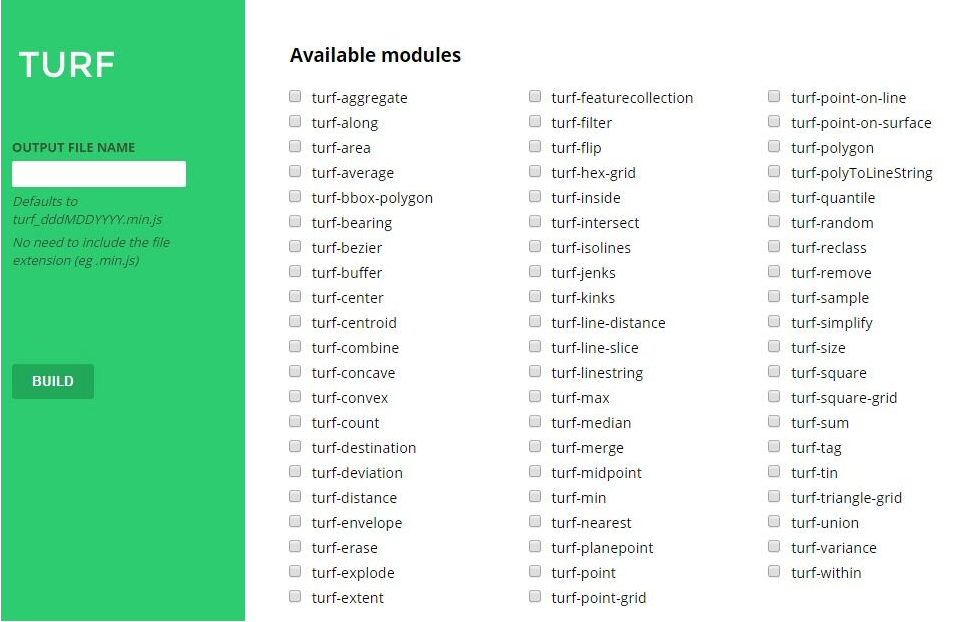 TURF
OUTPUT FILE NAME
Defaults to
turf_dddMDDYYYY.min.js
No need to include the file
extension (eg .min.js)
BUILD
Available modules
turf-aggregate
turf-along
turf-area
turf-average
turf-bbox-polygon
turf-bearing
turf-bezier
turf-buffer
turf-center
turf-centroid
turf-combine
turf-concave
turf-convex
turf-count
turf-destination
turf-deviation
turf-distance
turf-envelope
turf-erase
turf-explode
turf-extent
turf-featurecollection
turf-filter
turf-flip
turf-hex-grid
turf-inside
turf-intersect
turf-isolines
turf-jenks
turf-kinks
turf-line-distance
turf-line-slice
turf-linestring
turf-max
turf-median
turf-merge
turf-midpoint
turf-min
turf-nearest
turf-planepoint
turf-point
turf-point-grid
turf-point-on-line
turf-point-on-surface
turf-polygon
turf-polyToLineString
turf-quantile
turf-random
turf-reclass
turf-remove
turf-sample
turf-simplify
turf-size
turf-square
turf-square-grid
turf-sum
turf-tag
turf-tin
turf-triangle-grid
turf-union
turf-variance
turf-within